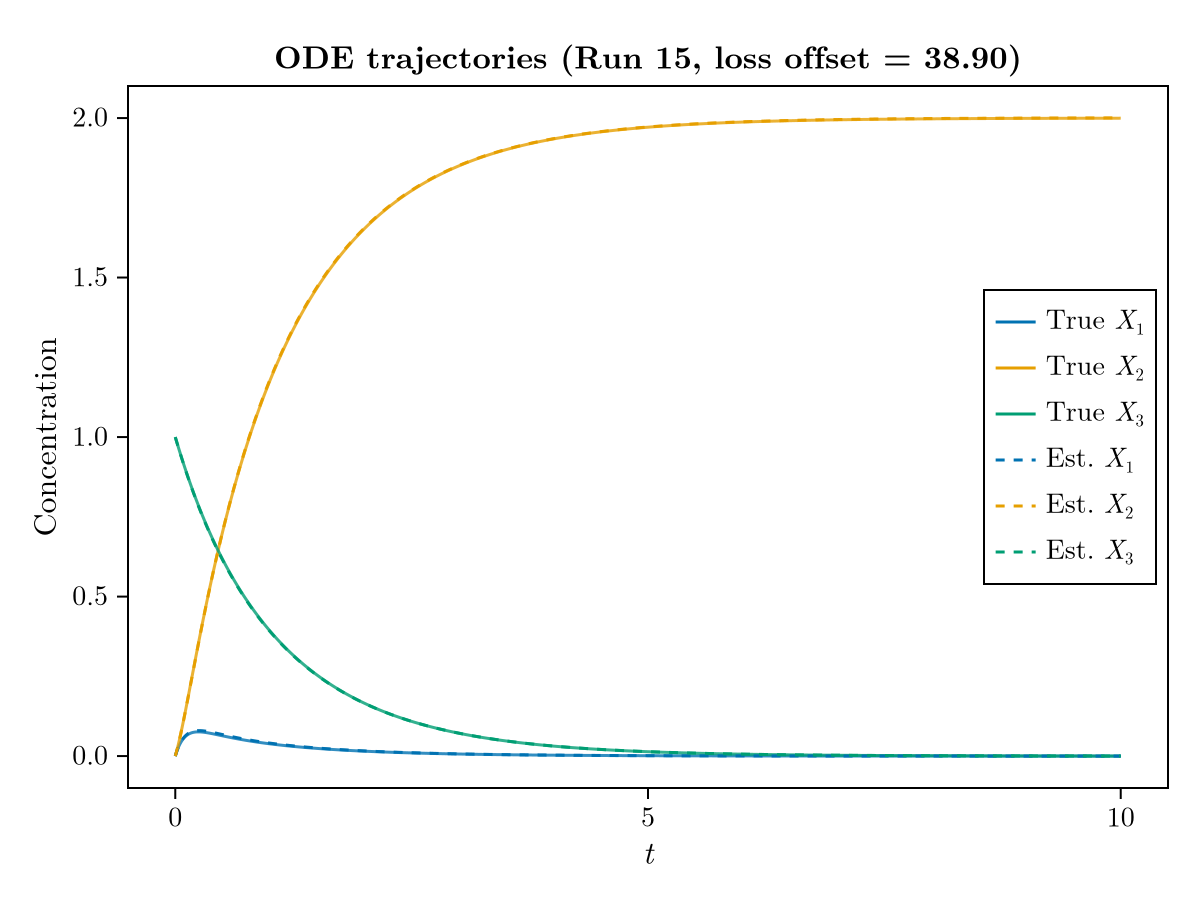 ODE trajectories (Run 15, loss offset = 38.90)
2.0
1.5
1.0
0.5
0.0
Concentration
True X₁
True X₂
True X₃
Est. X₁
Est. X₂
Est. X₃
0 5 10
t